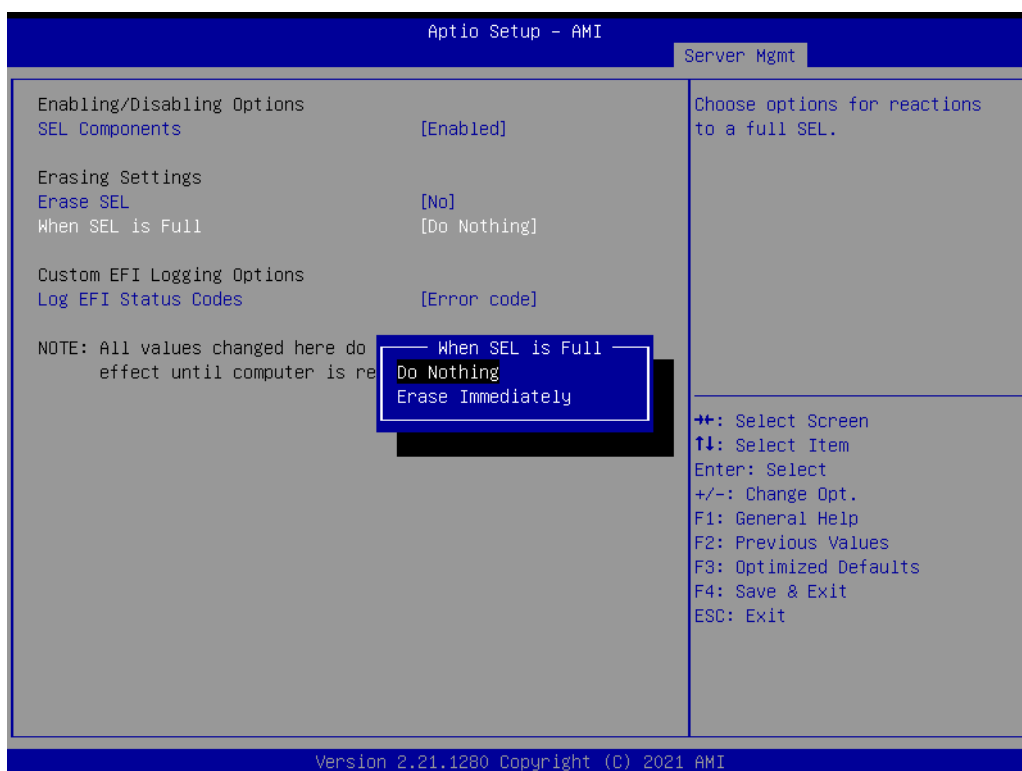 Aptio Setup – AMI
Server Mgmt
Enabling/Disabling Options
SEL Components [Enabled]
Erasing Settings
Erase SEL [No]
When SEL is Full [Do Nothing]
Custom EFI Logging Options
Log EFI Status Codes [Error code]
NOTE: All values changed here do
effect until computer is re
When SEL is Full
Do Nothing
Erase Immediately
Choose options for reactions
to a full SEL.
→←: Select Screen
↑↓: Select Item
Enter: Select
+/-: Change Opt.
F1: General Help
F2: Previous Values
F3: Optimized Defaults
F4: Save & Exit
ESC: Exit
Version 2.21.1280 Copyright (C) 2021 AMI